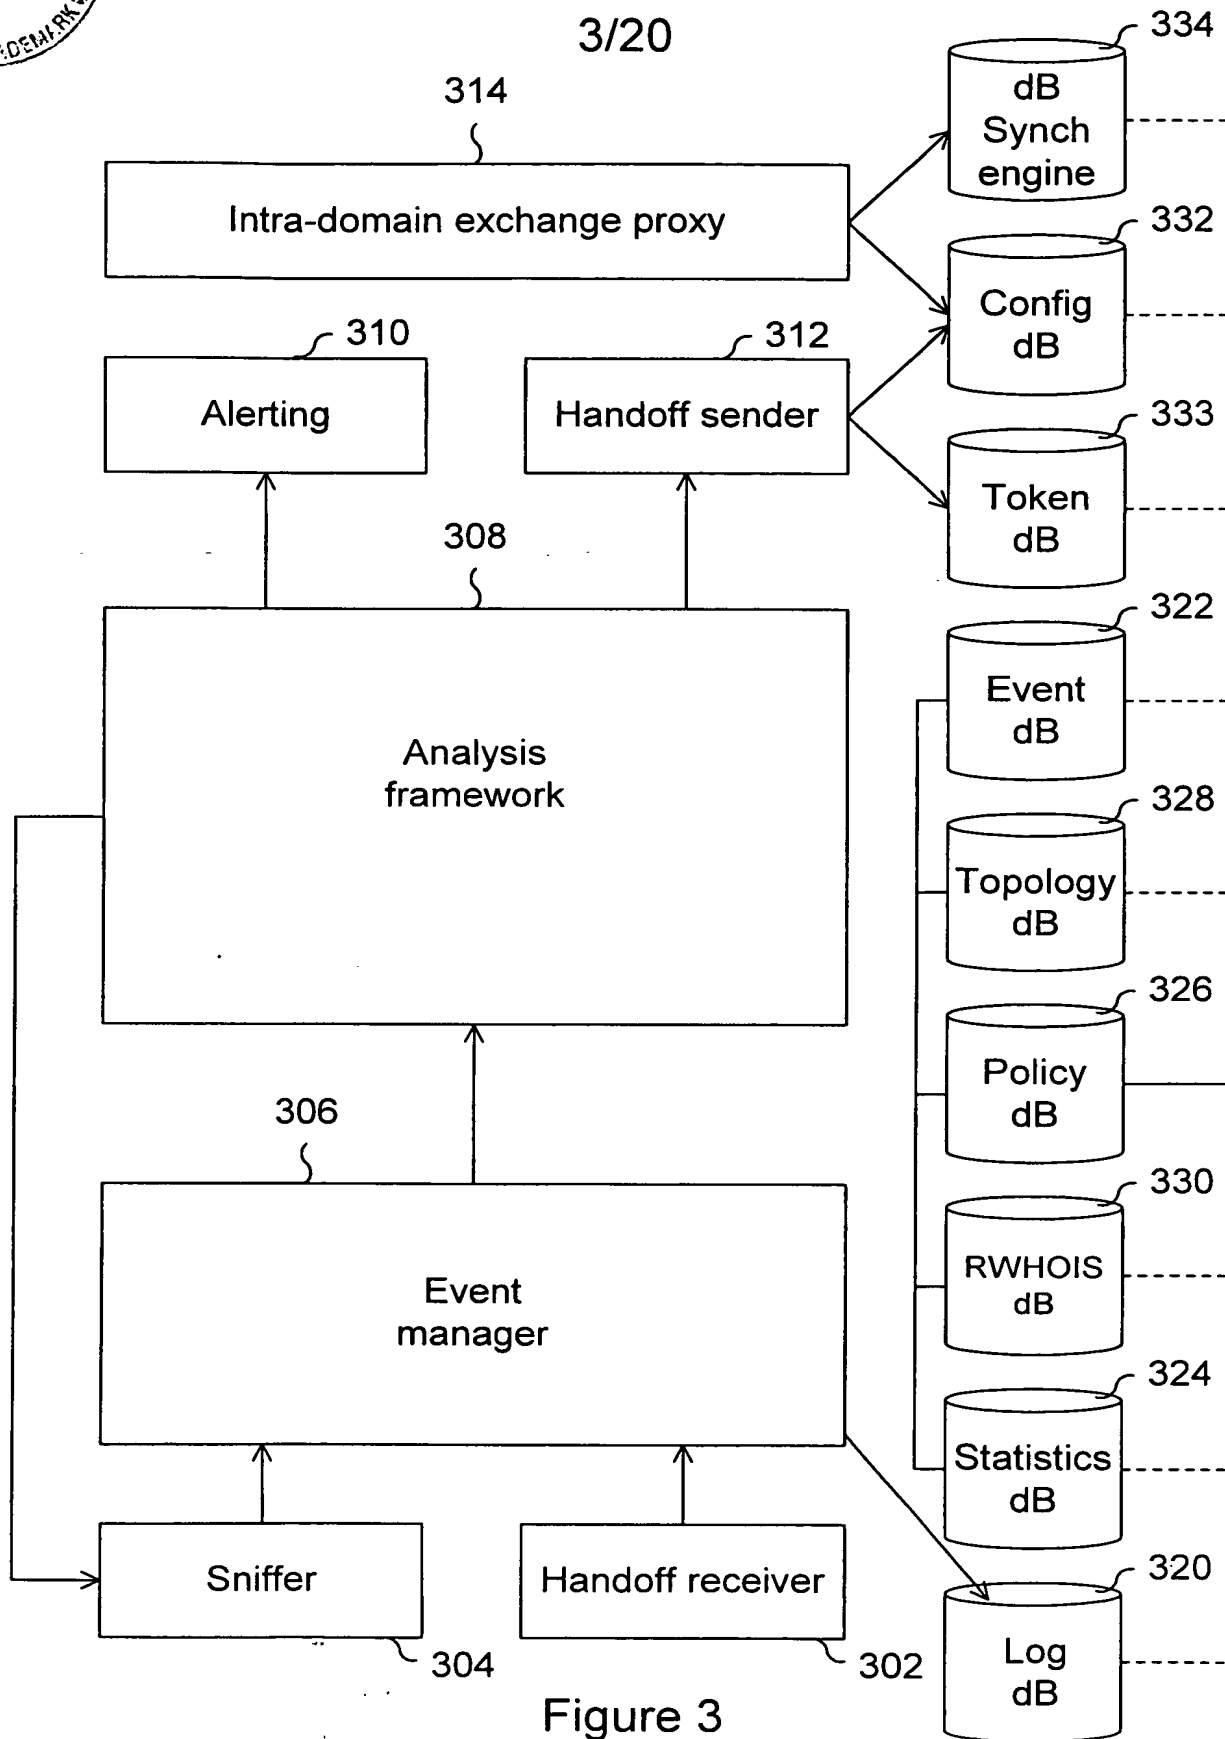 3/20
334
dB
Synch
engine
314
Intra-domain exchange proxy
332
Config
dB
310
Alerting
312
Handoff sender
333
Token
dB
308
Analysis
framework
322
Event
dB
328
Topology
dB
326
Policy
dB
306
Event
manager
330
RWHOIS
dB
324
Statistics
dB
Sniffer
304
Handoff receiver
302
320
Log
dB
Figure 3